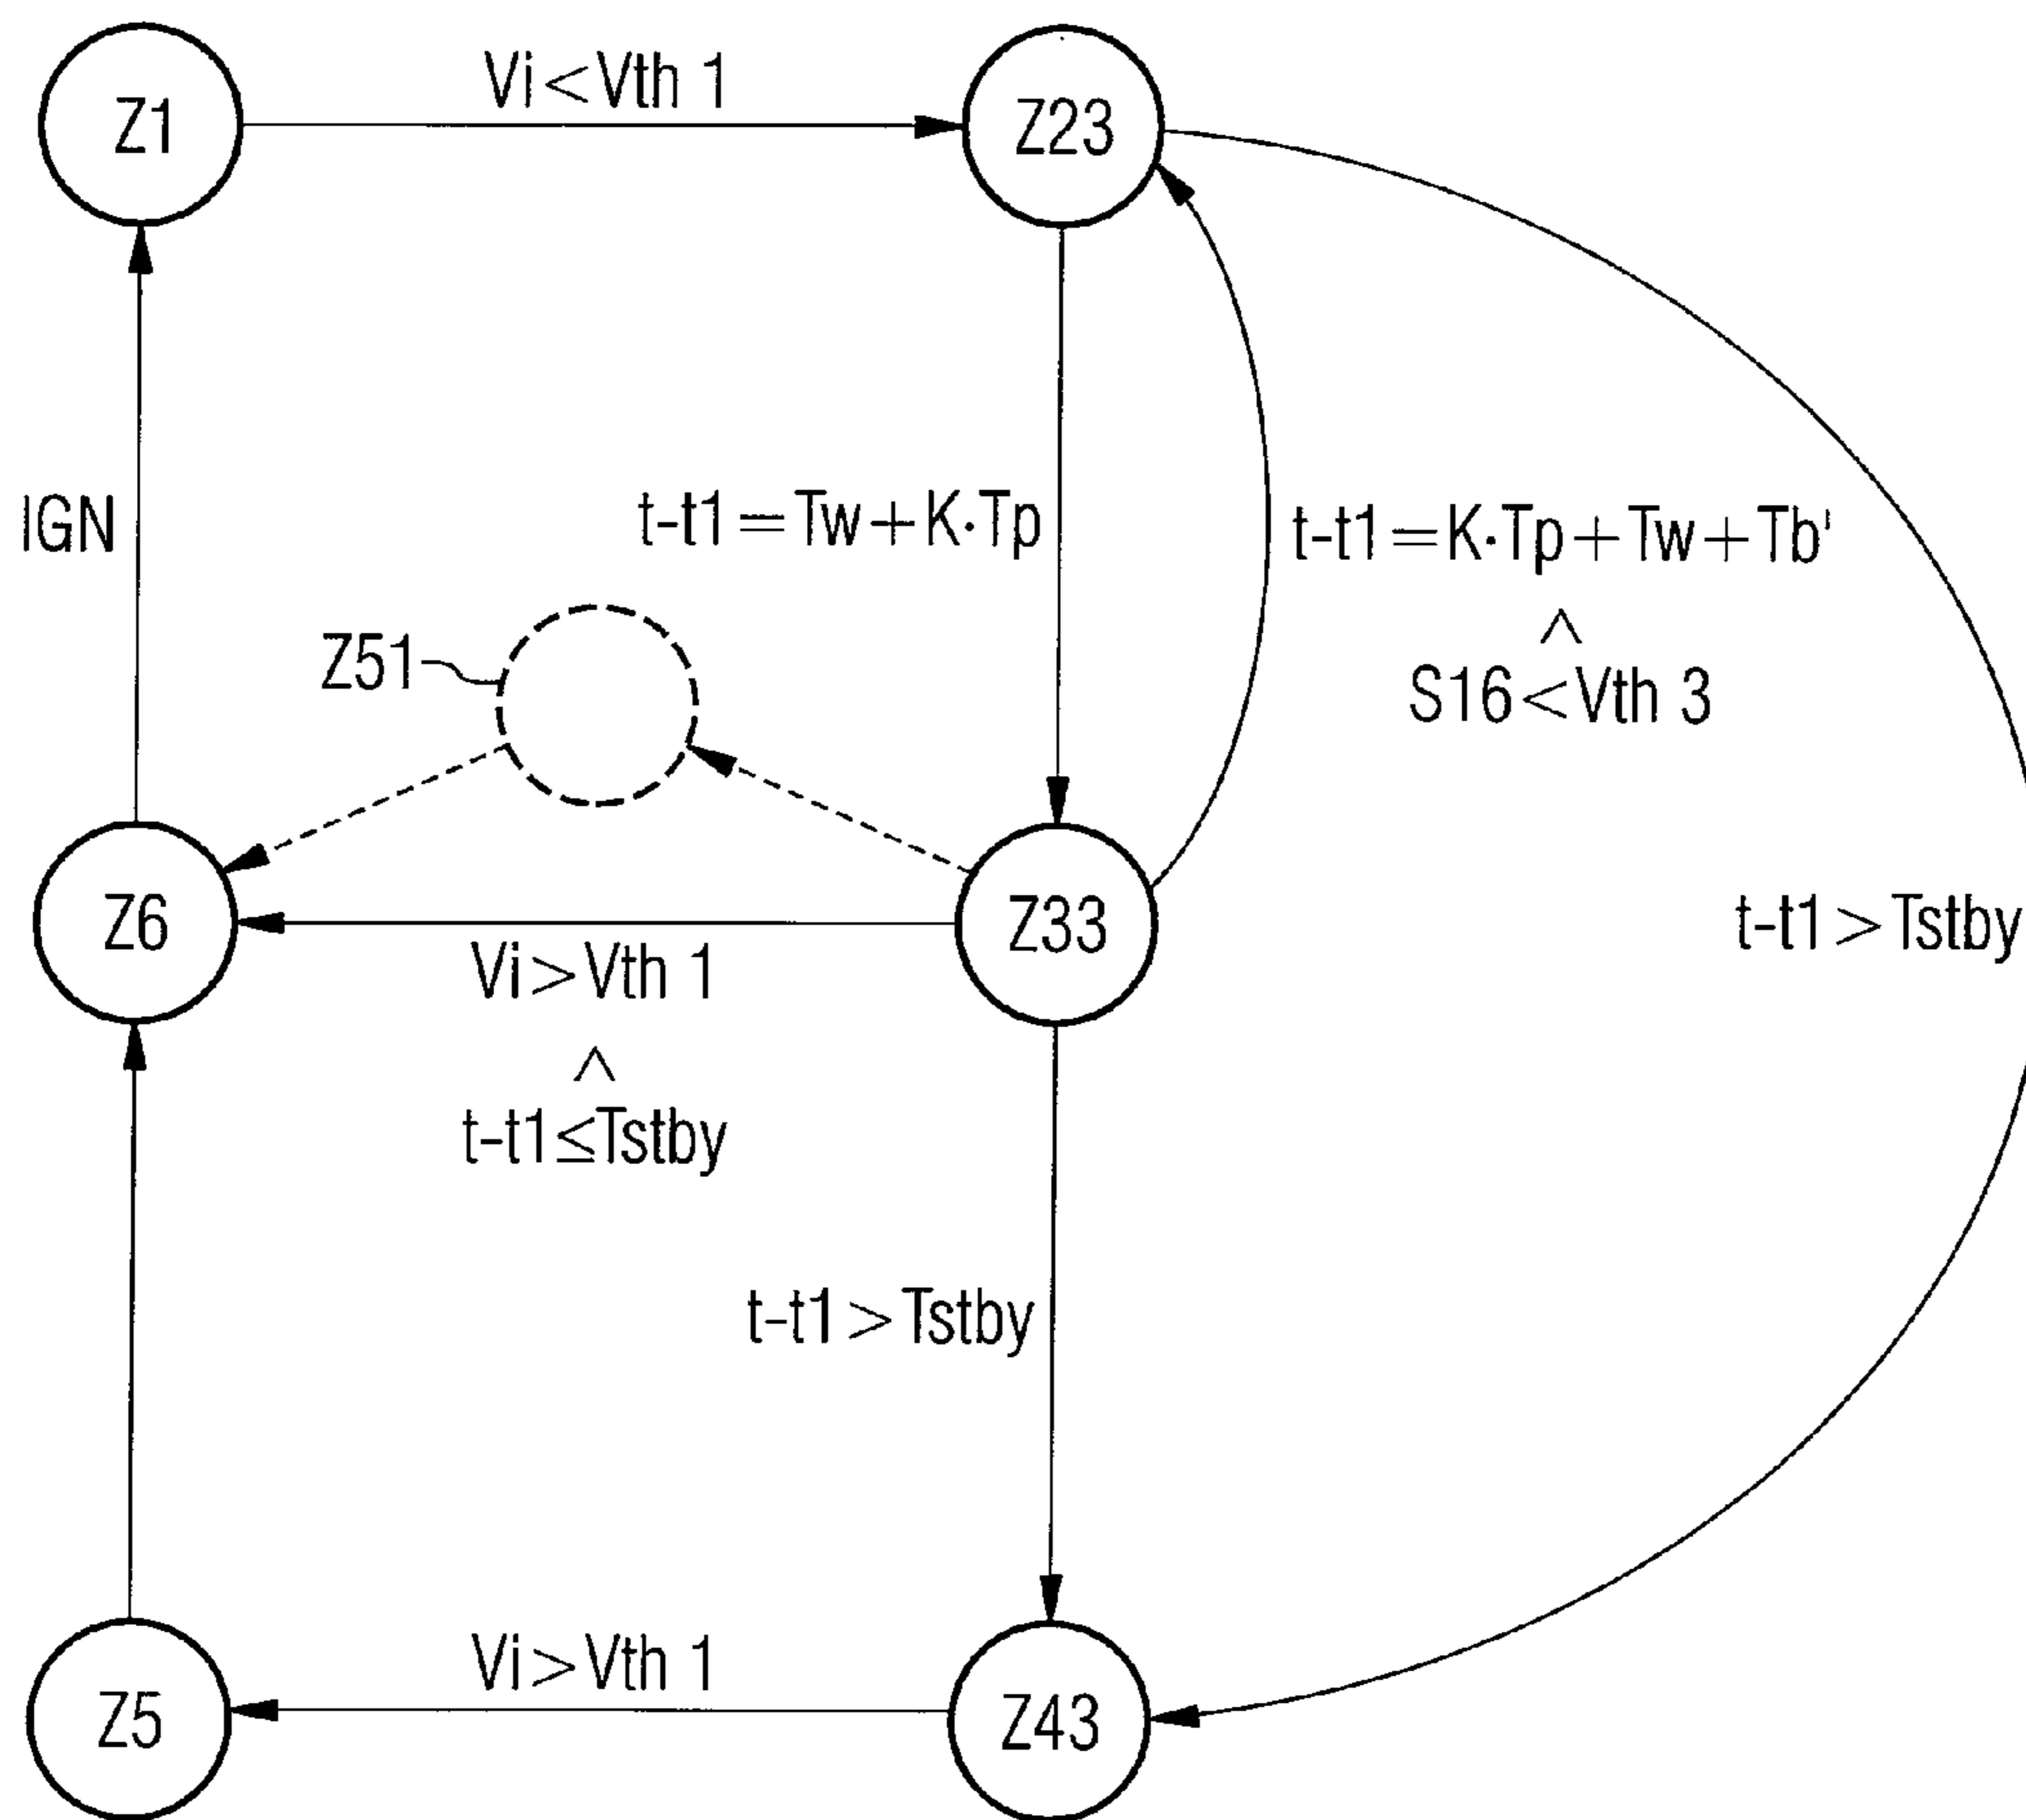 Z1
Vi<Vth 1
Z23
IGN
t-t1=Tw+K·Tp
t-t1=K·Tp+Tw+Tb'
∧
S16<Vth 3
Z51
Z6
Z33
Vi>Vth 1
∧
t-t1≤Tstby
t-t1>Tstby
t-t1>Tstby
Z5
Vi>Vth 1
Z43